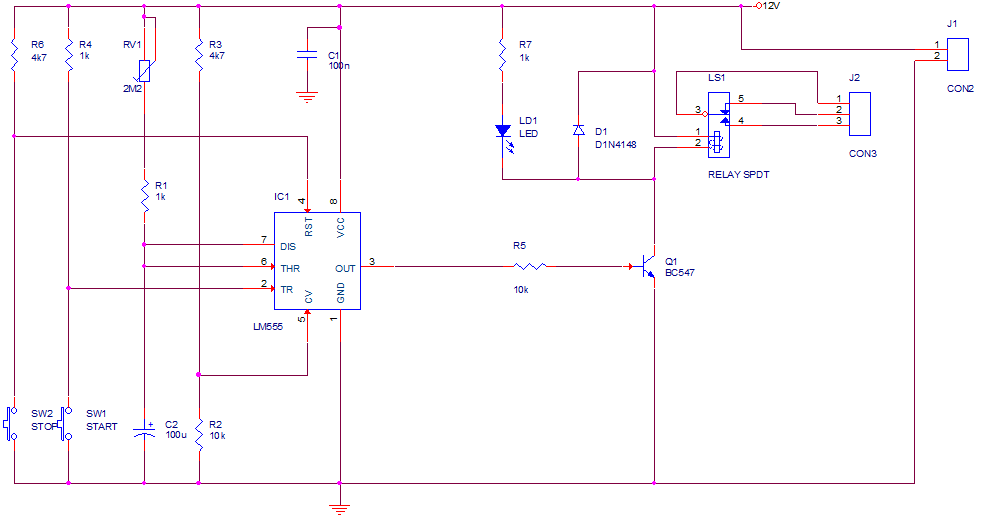 12V
J1
1
2
CON2
R6
4k7
R4
1k
RV1
2M2
R3
4k7
C1
100n
R7
1k
LS1
J2
5
1
3
2
4
3
1
2
CON3
RELAY SPDT
LD1
LED
D1
D1N4148
R1
1k
IC1
4
8
RST
VCC
7
DIS
6
THR
OUT
3
2
TR
CV
GND
5
1
LM555
R5
10k
Q1
BC547
SW2
STOP
SW1
START
C2
100u
+
R2
10k